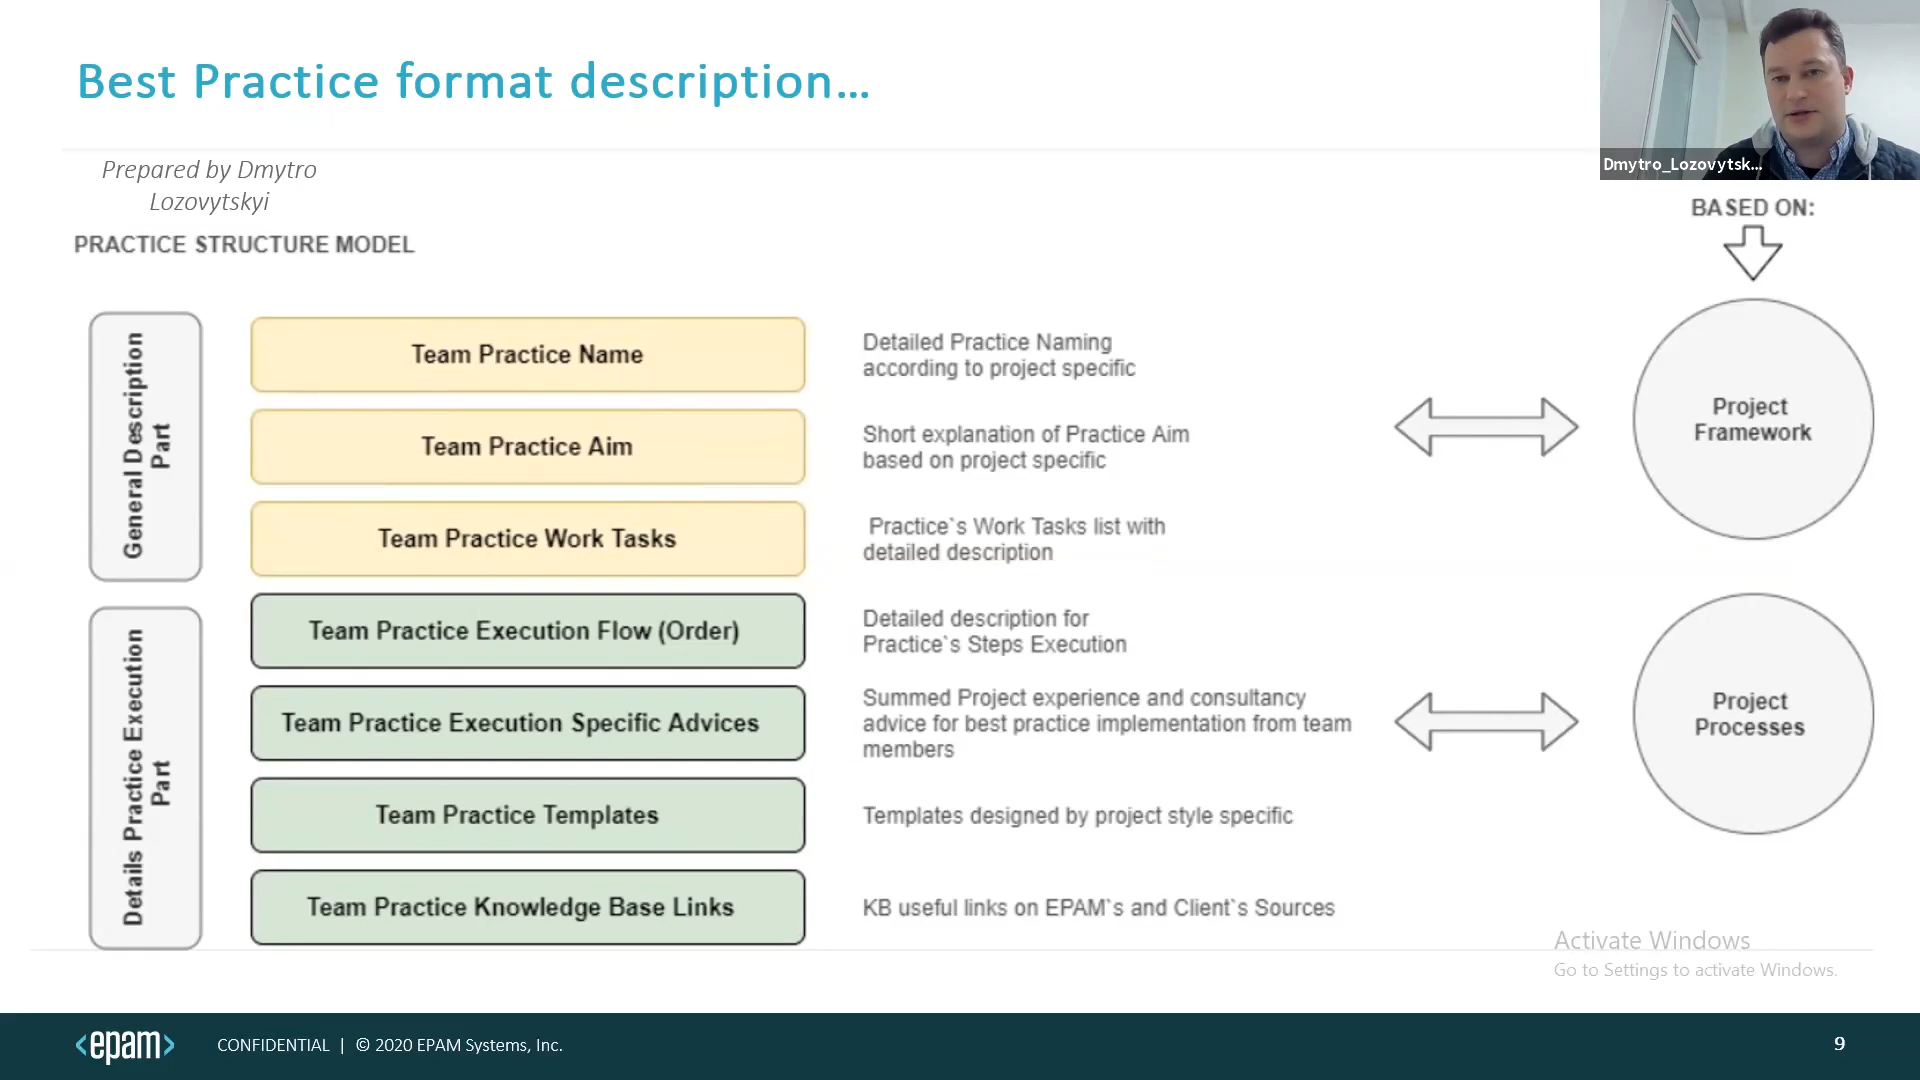 Best Practice format description...
Dmytro_Lozovytsk...
Prepared by Dmytro
Lozovytskyi
BASED ON:
PRACTICE STRUCTURE MODEL
General Description
Part
Team Practice Name
Detailed Practice Naming
according to project specific
Team Practice Aim
Short explanation of Practice Aim
based on project specific
Project
Framework
Team Practice Work Tasks
Practice`s Work Tasks list with
detailed description
Details Practice Execution
Part
Team Practice Execution Flow (Order)
Detailed description for
Practice`s Steps Execution
Team Practice Execution Specific Advices
Summed Project experience and consultancy
advice for best practice implementation from team
members
Project
Processes
Team Practice Templates
Templates designed by project style specific
Team Practice Knowledge Base Links
KB useful links on EPAM`s and Client`s Sources
Activate Windows
Go to Settings to activate Windows.
<epam> CONFIDENTIAL | © 2020 EPAM Systems, Inc. 9